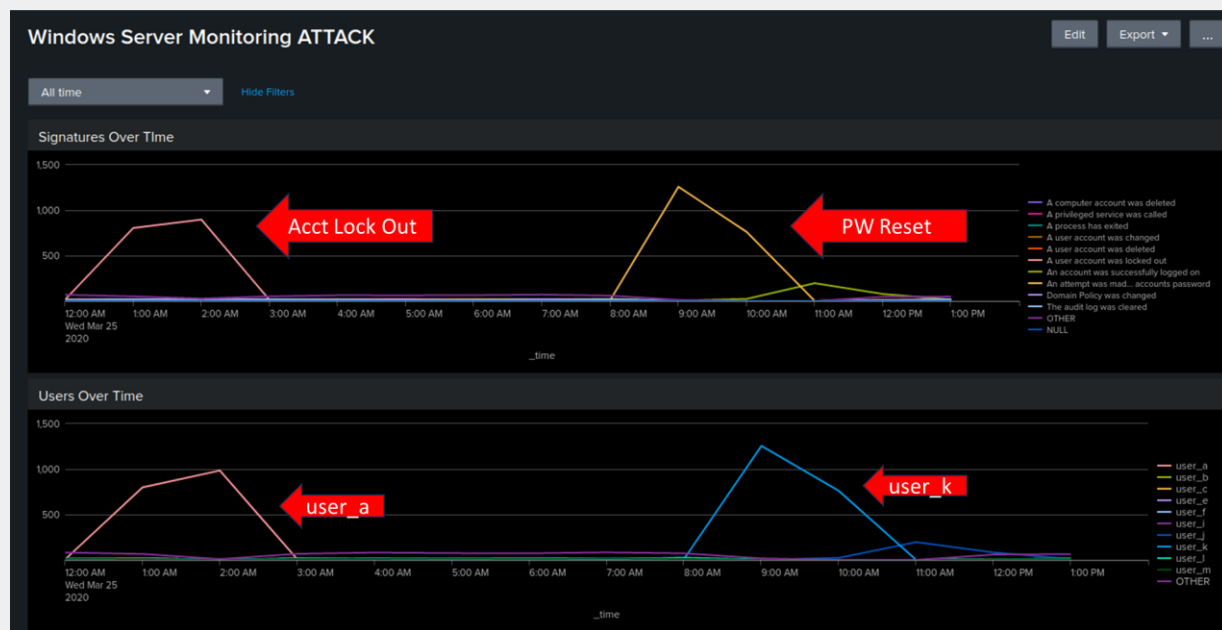 Windows Server Monitoring ATTACK
Edit
Export
...
All time
Hide Filters
Signatures Over TIme
1,500
1,000
500
Acct Lock Out
PW Reset
A computer account was deleted
A privileged service was called
A process has exited
A user account was changed
A user account was deleted
A user account was locked out
An account was successfully logged on
An attempt was mad... accounts password
Domain Policy was changed
The audit log was cleared
OTHER
NULL
12:00 AM 1:00 AM 2:00 AM 3:00 AM 4:00 AM 5:00 AM 6:00 AM 7:00 AM 8:00 AM 9:00 AM 10:00 AM 11:00 AM 12:00 PM 1:00 PM
Wed Mar 25
2020
_time
Users Over Time
1,500
1,000
500
user_a
user_k
user_a
user_b
user_c
user_e
user_f
user_i
user_j
user_k
user_l
user_m
OTHER
12:00 AM 1:00 AM 2:00 AM 3:00 AM 4:00 AM 5:00 AM 6:00 AM 7:00 AM 8:00 AM 9:00 AM 10:00 AM 11:00 AM 12:00 PM 1:00 PM
Wed Mar 25
2020
_time